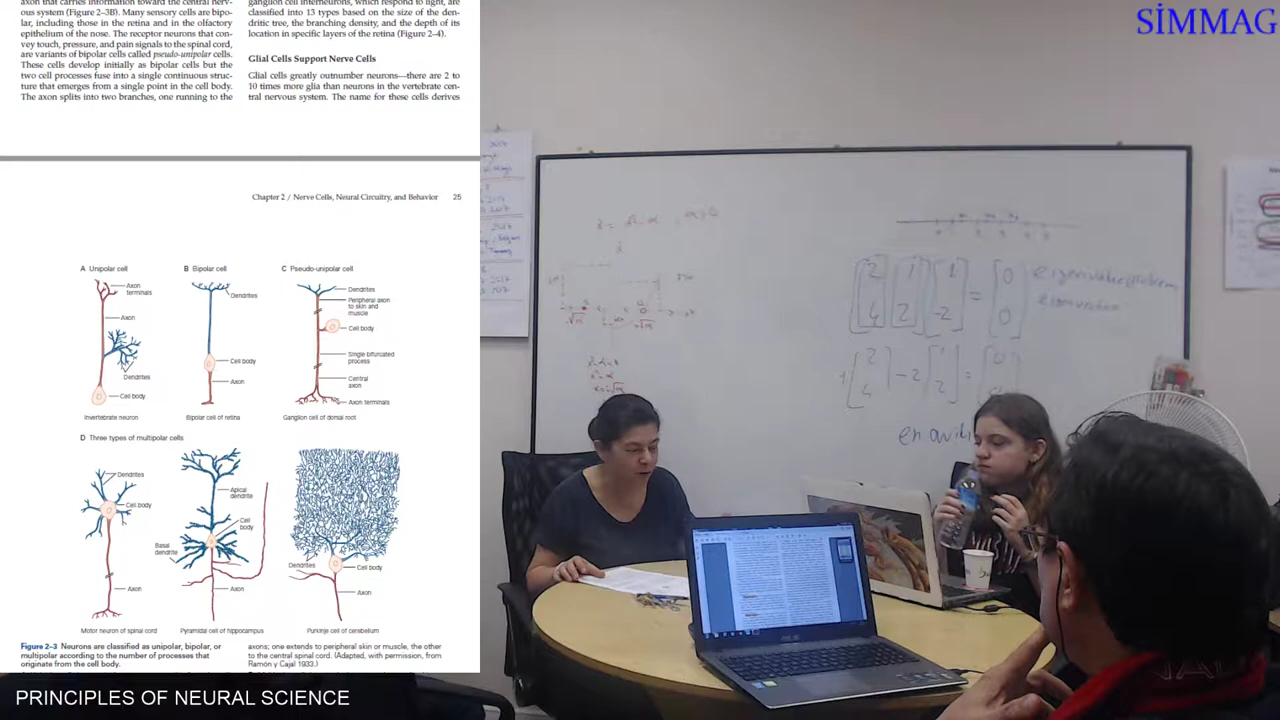 axon that carries information toward the central nerv-
ous system (Figure 2–3B). Many sensory cells are bipo-
lar, including those in the retina and in the olfactory
epithelium of the nose. The receptor neurons that con-
vey touch, pressure, and pain signals to the spinal cord,
are variants of bipolar cells called pseudo-unipolar cells.
These cells develop initially as bipolar cells but the
two cell processes fuse into a single continuous struc-
ture that emerges from a single point in the cell body.
The axon splits into two branches, one running to the
ganglion cell interneurons, which respond to light, are
classified into 13 types based on the size of the den-
dritic tree, the branching density, and the depth of its
location in specific layers of the retina (Figure 2–4).
Glial Cells Support Nerve Cells
Glial cells greatly outnumber neurons—there are 2 to
10 times more glia than neurons in the vertebrate cen-
tral nervous system. The name for these cells derives
SİMMAG
Chapter 2 / Nerve Cells, Neural Circuitry, and Behavior 25
A Unipolar cell
Axon
terminals
Axon
Dendrites
Cell body
Invertebrate neuron
B Bipolar cell
Dendrites
Cell body
Axon
Bipolar cell of retina
C Pseudo-unipolar cell
Dendrites
Peripheral axon
to skin and
muscle
Cell body
Single bifurcated
process
Central
axon
Axon terminals
Ganglion cell of dorsal root
D Three types of multipolar cells
Dendrites
Cell body
Axon
Motor neuron of spinal cord
Apical
dendrite
Cell
body
Basal
dendrite
Axon
Pyramidal cell of hippocampus
Dendrites
Cell body
Axon
Purkinje cell of cerebellum
Figure 2–3 Neurons are classified as unipolar, bipolar, or
multipolar according to the number of processes that
originate from the cell body.
axons; one extends to peripheral skin or muscle, the other
to the central spinal cord. (Adapted, with permission, from
Ramón y Cajal 1933.)
PRINCIPLES OF NEURAL SCIENCE